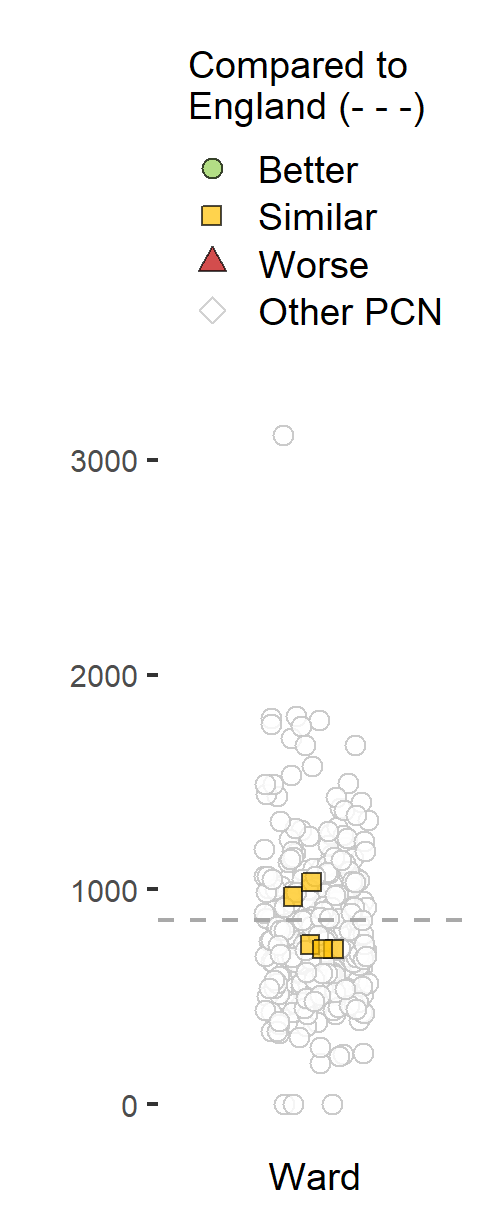 Compared to
England (- - -)
Better
Similar
Worse
Other PCN
3000
2000
1000
0
Ward